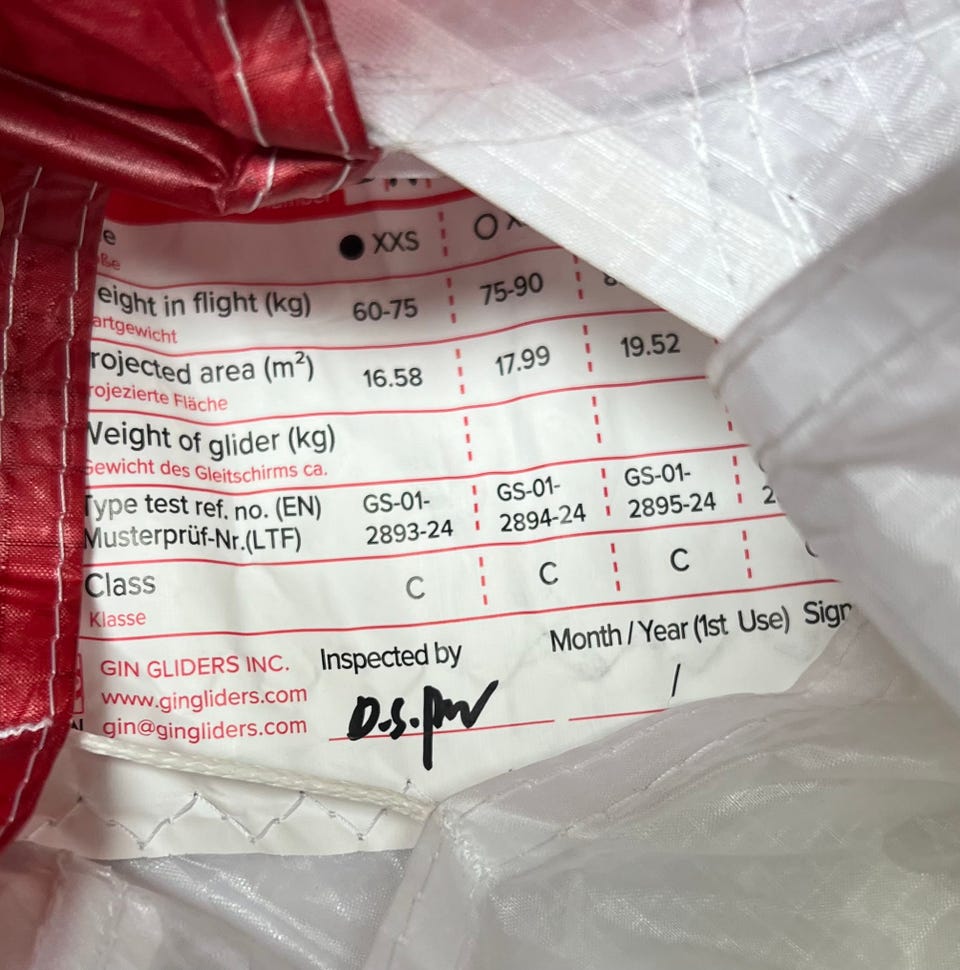 ● XXS ○
60-75 75-90
eight in flight (kg)
artgewicht
rojected area (m²) 16.58 17.99 19.52
rojezierte Fläche
Weight of glider (kg)
Gewicht des Gleitschirms ca.
Type test ref. no. (EN) GS-01- GS-01- GS-01-
Musterprüf-Nr.(LTF) 2893-24 2894-24 2895-24 2
Class C C C
Klasse
GIN GLIDERS INC. Inspected by Month / Year (1st Use) Sign
www.gingliders.com /
gin@gingliders.com